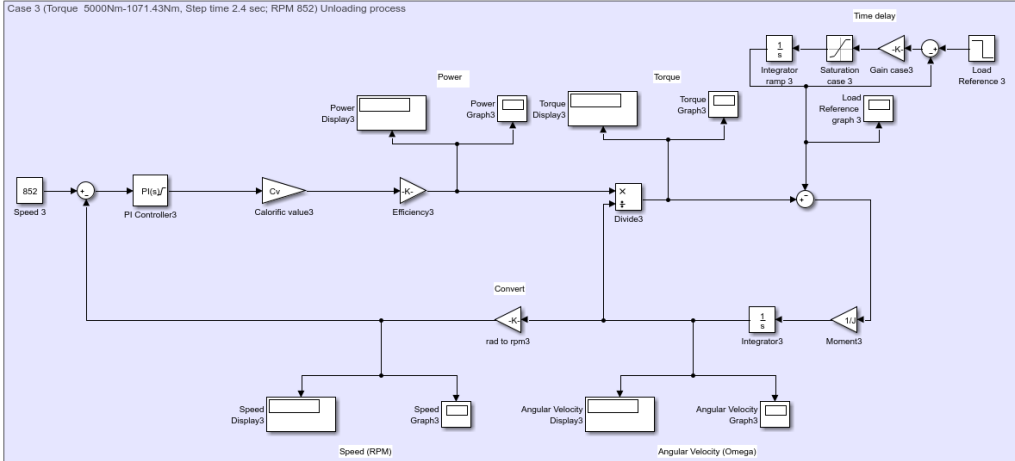 Case 3 (Torque 5000Nm-1071.43Nm, Step time 2.4 sec; RPM 852) Unloading process
Time delay
1
s
Integrator
ramp 3
Saturation
case 3
-K-
Gain case3
−
+
Load
Reference 3
Power
Torque
Power
Display3
Power
Graph3
Torque
Display3
Torque
Graph3
Load
Reference
graph 3
852
Speed 3
+
−
PI(s)
PI Controller3
Cv
Calorific value3
-K-
Efficiency3
×
÷
Divide3
−
+
Convert
-K-
rad to rpm3
1
s
Integrator3
1/J
Moment3
Speed
Display3
Speed
Graph3
Angular Velocity
Display3
Angular Velocity
Graph3
Speed (RPM)
Angular Velocity (Omega)